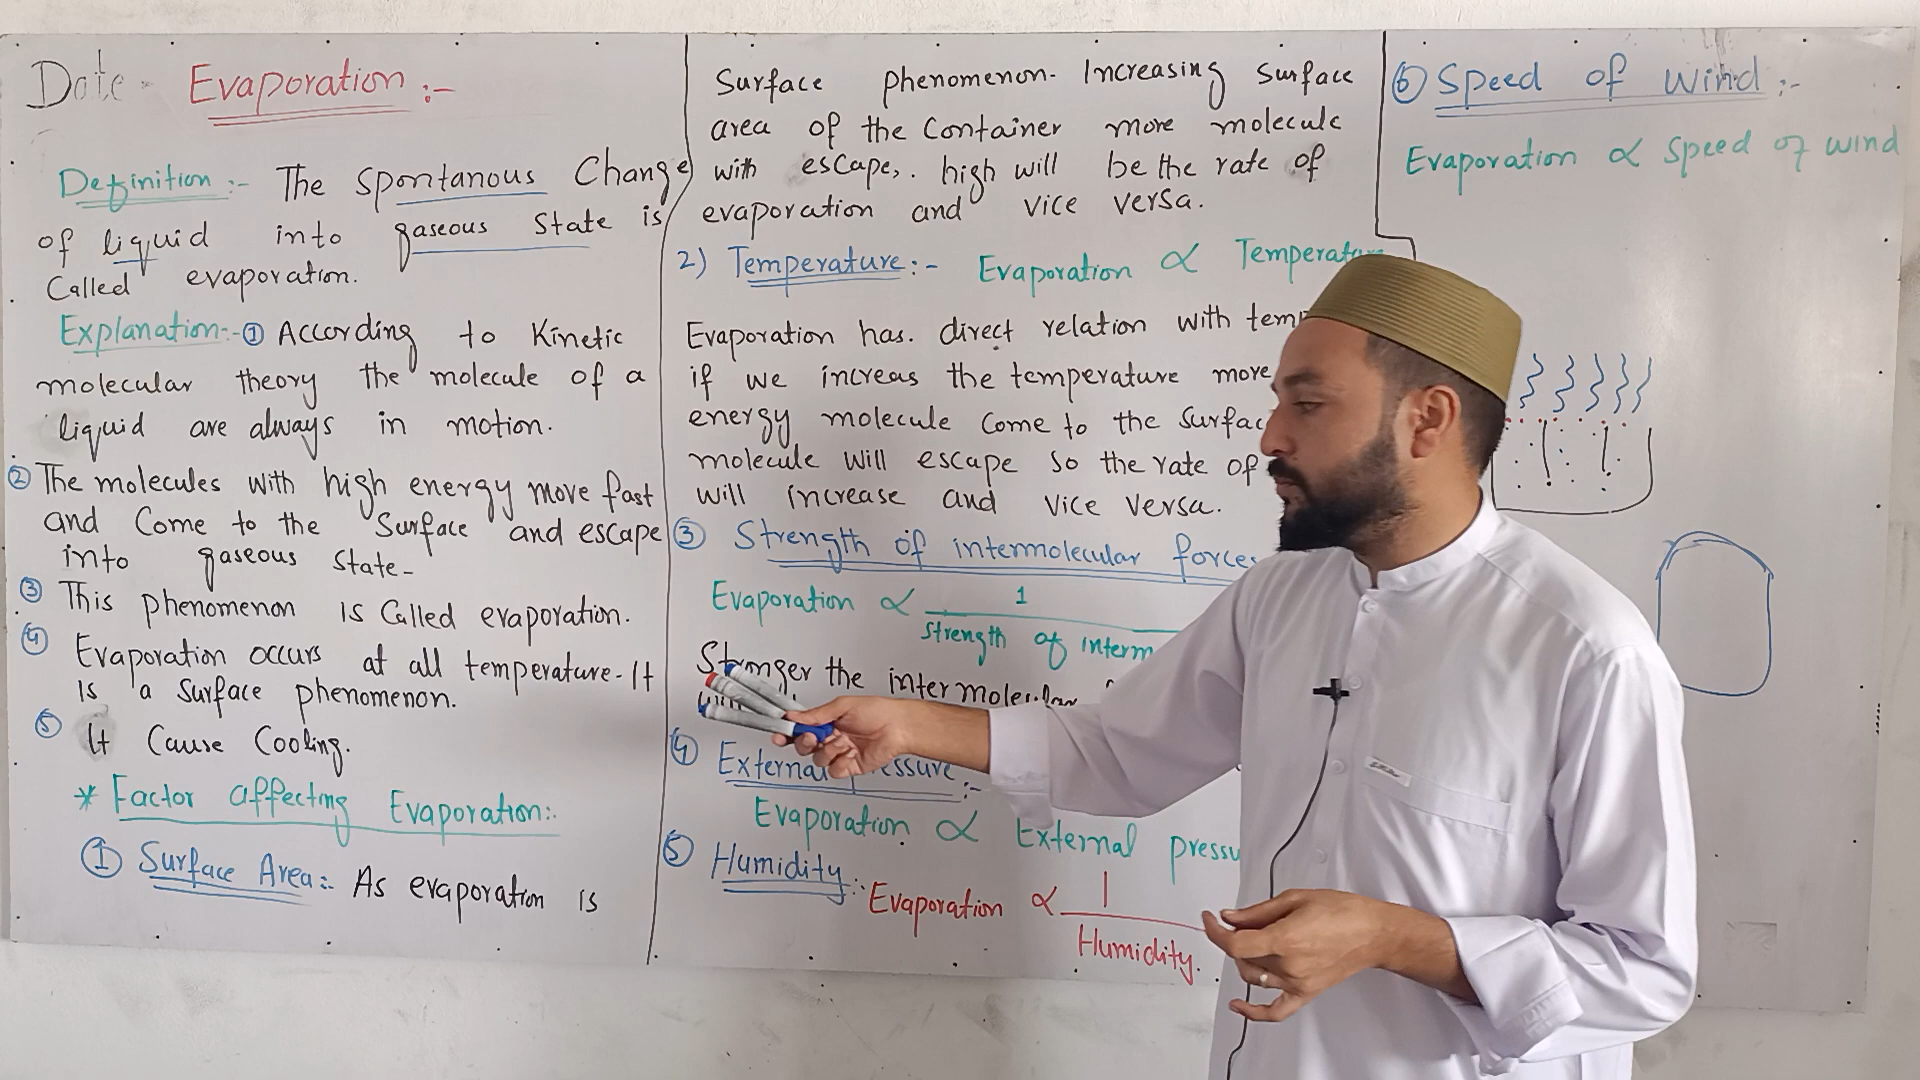 Date - Evaporation :-
Definition :- The Spontanous Change
of liquid into gaseous State is
Called evaporation.
Explanation:- ① According to Kinetic
molecular theory the molecule of a
liquid are always in motion.
② The molecules with high energy move fast
and Come to the Surface and escape
into gaseous State-
③ This phenomenon is Called evaporation.
④ Evaporation occurs at all temperature- It
is a surface phenomenon.
⑤ It Cause Cooling.
* Factor affecting Evaporation:-
① Surface Area:- As evaporation is
Surface phenomenon- Increasing Surface
area of the Container more molecule
with escape,. high will be the rate of
evaporation and vice versa.
2) Temperature :- Evaporation ∝ Temperature
Evaporation has. direct relation with temp
if we increas the temperature more
energy molecule Come to the Surfac
molecule will escape so the rate of
will increase and vice versa.
③ Strength of intermolecular forces
Evaporation ∝ 1
Strength of interm
Stronger the intermolecular
④ External Pressure :-
Evaporation ∝ External pressu
⑤ Humidity:- Evaporation ∝ 1
Humidity.
⑥ Speed of Wind :-
Evaporation ∝ Speed of wind